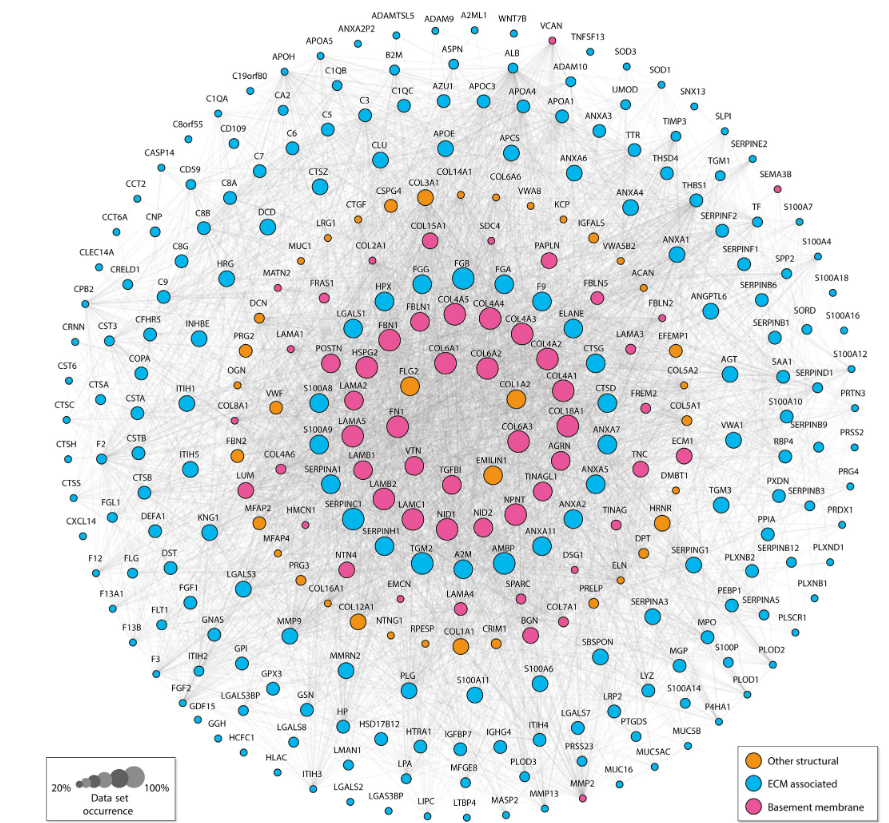 ADAMTSL5 ADAM9 A2ML1 WNT7B
ANXA2P2 VCAN
APOA5 TNFSF13
APOH B2M ASPN ALB SOD3
C19orf80 C1QB ADAM10 SOD1
C1QA CA2 C3 C1QC AZU1 APOC3 APOA4 APOA1 UMOD SNX13
C8orf55 CD109 C5 ANXA3 TIMP3 SLPI
CASP14 C6 CLU APOE APCS TTR SERPINE2
CCT2 CD59 C7 CTSZ ANXA6 THSD4 TGM1 SEMA3B
CCT6A CNP C8A CSPG4 COL3A1 COL14A1 COL6A6 VWA8 ANXA4 THBS1 TF S100A7
CLEC14A C8B DCD LRG1 CTGF KCP IGFALS SERPINF2 S100A4
CRELD1 C8G MUC1 COL2A1 COL15A1 SDC4 PAPLN VWASB2 ANXA1 SERPINF1 SPP2 S100A18
CPB2 C9 HRG MATN2 FRAS1 HPX FGG FGB FGA F9 FBLN5 ACAN SERPINB6 S100A16
CRNN CST3 CFHR5 INHBE DCN LGALS1 FBN1 FBLN1 COL4A5 COL4A4 COL4A3 ELANE FBLN2 ANGPTL6 SERPINB1 SORD
CST6 COPA PRG2 LAMA1 POSTN HSPG2 COL6A1 COL6A2 COL4A2 CTSG LAMA3 EFEMP1 AGT SAA1 SERPIND1 S100A12
CTSA CSTA ITIH1 OGN VWF S100A8 LAMA2 FLG2 COL1A2 COL4A1 CTSD FREM2 COL5A2 S100A10 PRTN3
CTSC COL8A1 S100A9 LAMA5 FN1 COL6A3 COL18A1 ANXA7 COL5A1 VWA1 SERPINB9 PRSS2
CTSH F2 CSTB ITIH5 FBN2 COL4A6 SERPINA1 LAMB1 VTN TGFBI EMILIN1 AGRN ANXA5 TNC ECM1 RBP4 PRG4
CTSS CTSB LUM LAMB2 TINAGL1 DMBT1 TGM3 PXDN SERPINB3
CXCL14 FGL1 DEFA1 KNG1 MFAP2 HMCN1 SERPINC1 LAMC1 NID1 NID2 NPNT ANXA2 TINAG HRNR PPIA PRDX1
F12 FLG DST MFAP4 SERPINH1 TGM2 A2M AMBP ANXA11 DPT SERPING1 PLXNB2 SERPINB12 PLXND1
F13A1 FGF1 LGALS3 PRG3 NTN4 EMCN SPARC DSG1 ELN PEBP1 PLXNB1
F13B FLT1 GNAS MMP9 COL16A1 COL12A1 LAMA4 COL7A1 PRELP SERPINA3 MPO SERPINA5 PLSCR1
F3 ITIH2 GPI MMRN2 NTNG1 RPESP COL1A1 CRIM1 BGN SBSPON MGP S100P PLOD2
FGF2 LGALS3BP GPX3 GSN PLG S100A11 S100A6 LRP2 LYZ S100A14 PLOD1
GDF15 GGH LGALS8 HP HSD17B12 HTRA1 IGFBP7 IGHG4 ITIH4 LGALS7 PTGDS P4HA1
HCFC1 LMAN1 LPA MFGE8 PLOD3 PRSS23 MUC5AC MUC5B
HLAC ITIH3 LGALS2 LGAS3BP LIPC LTBP4 MASP2 MMP13 MMP2 MUC16
20% 100%
Data set
occurrence
Other structural
ECM associated
Basement membrane